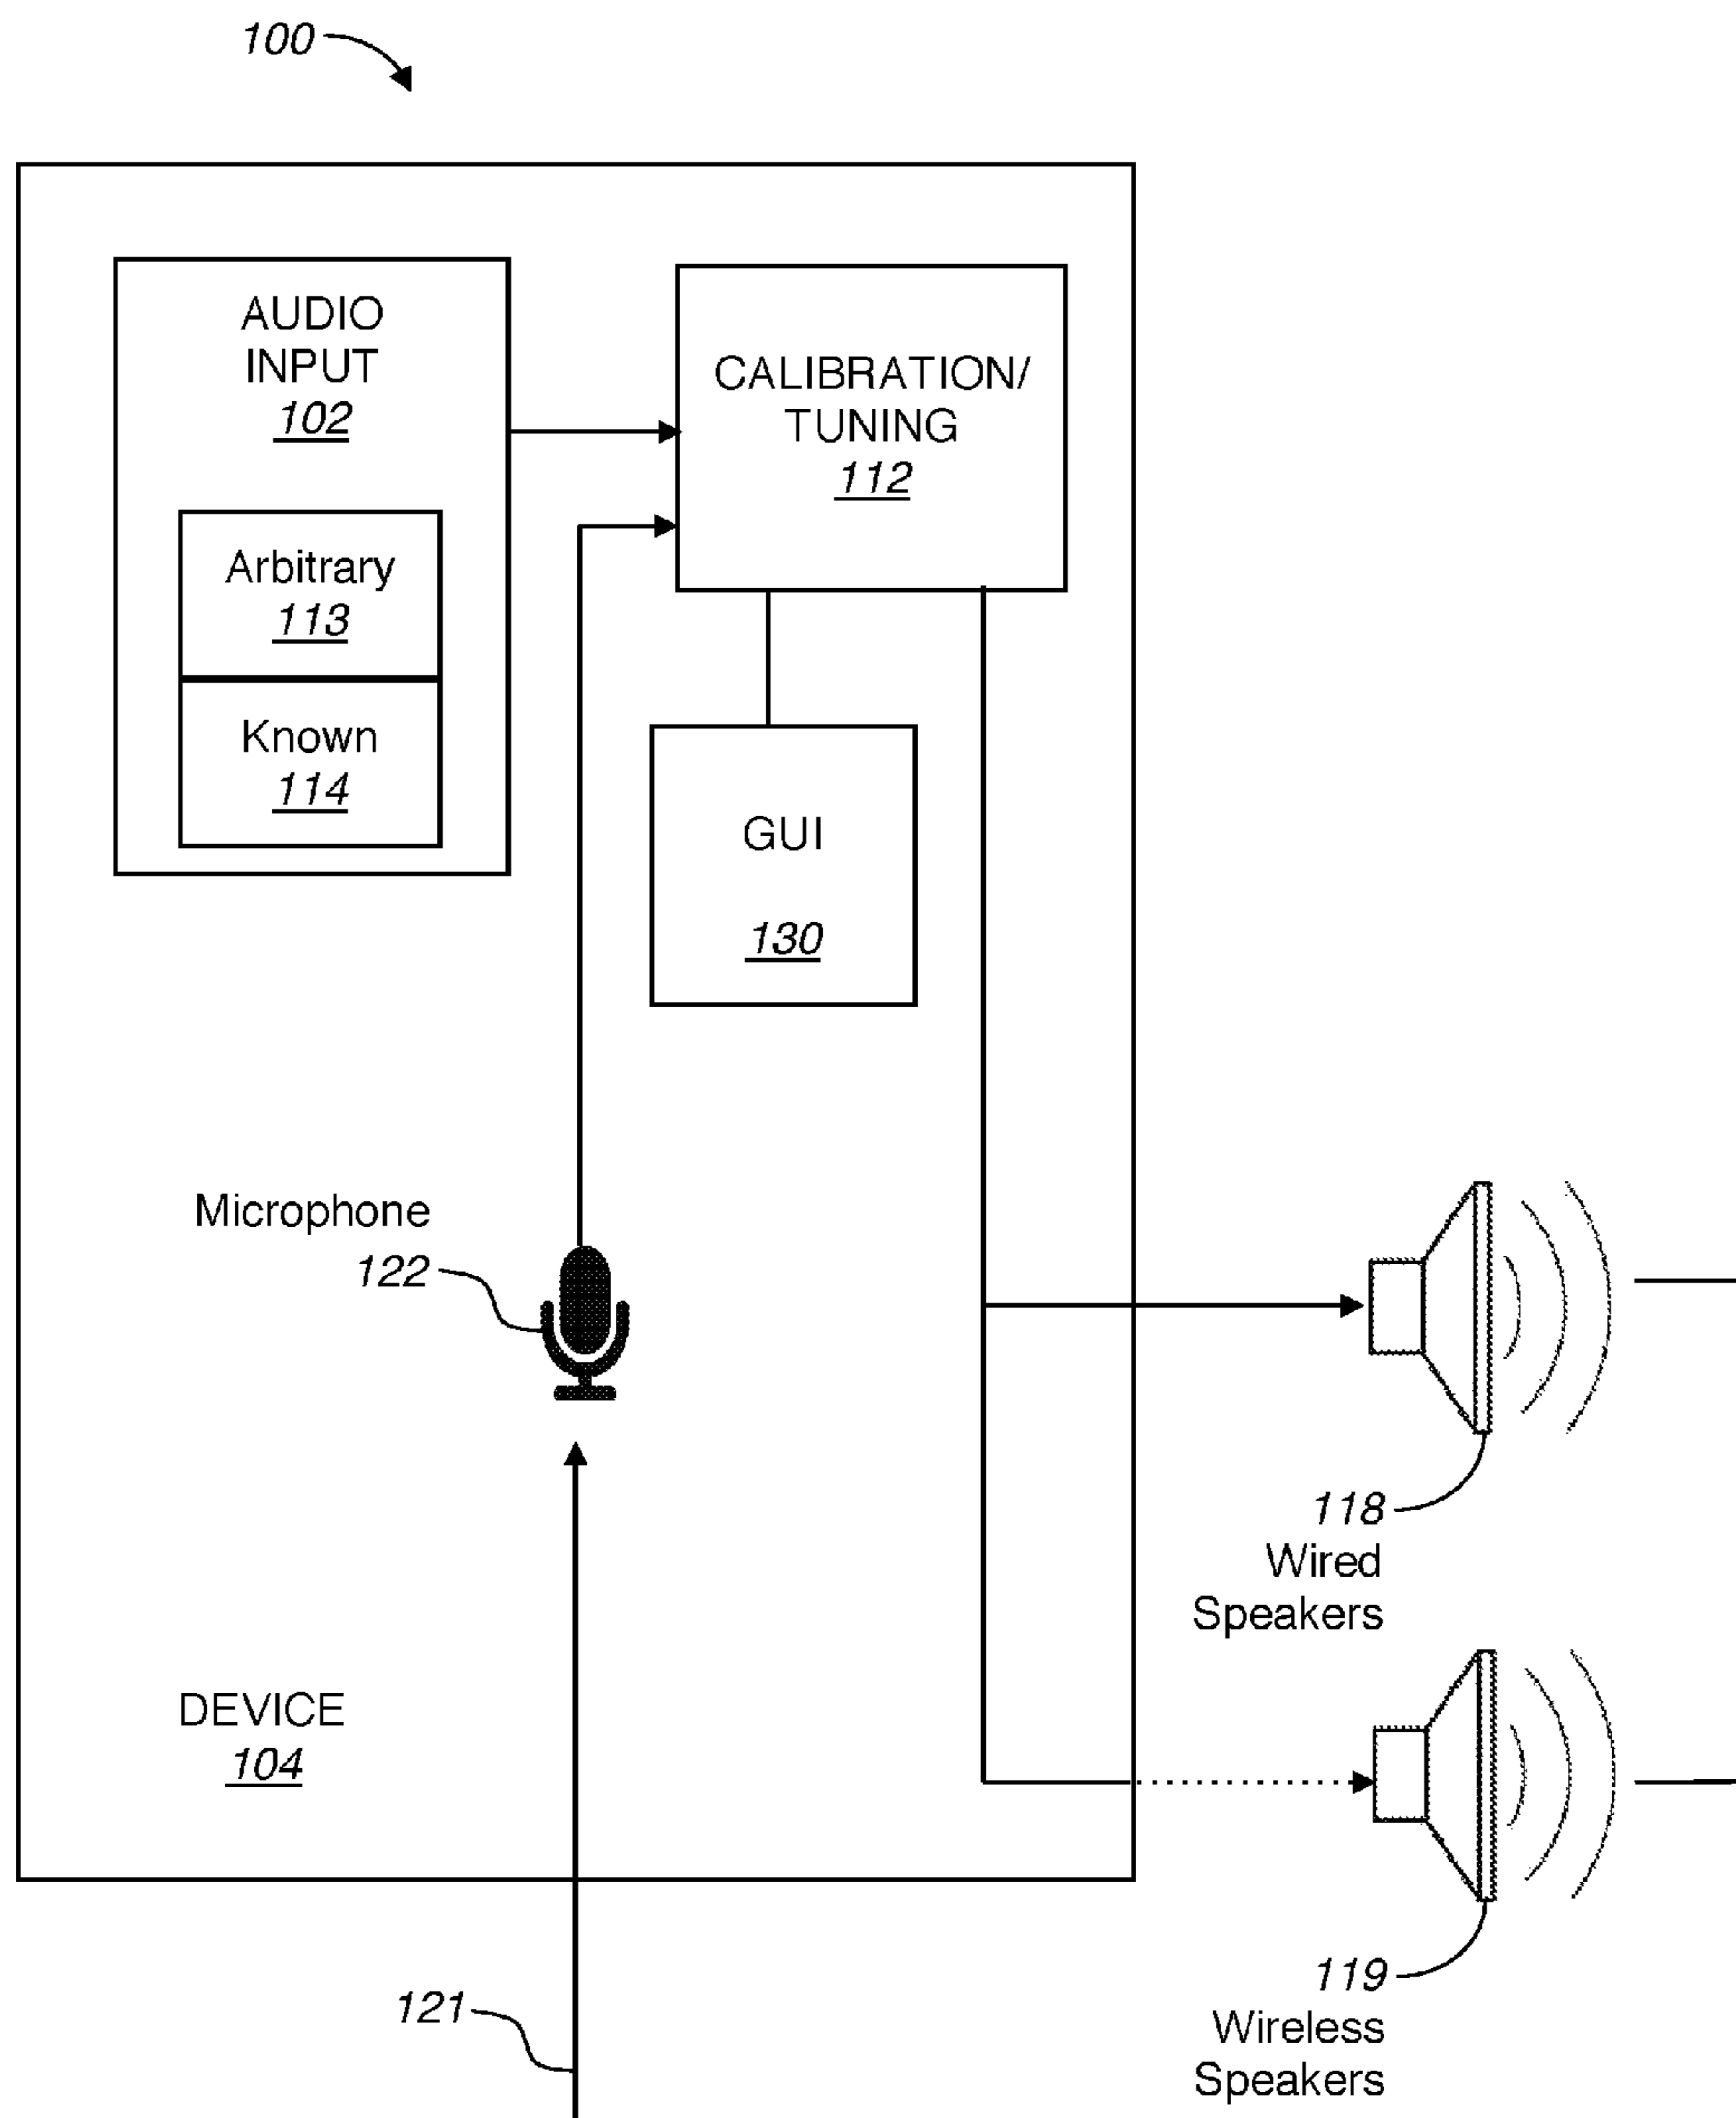 100
AUDIO
INPUT
102
Arbitrary
113
Known
114
CALIBRATION/
TUNING
112
GUI
130
Microphone
122
118
Wired
Speakers
DEVICE
104
119
Wireless
Speakers
121